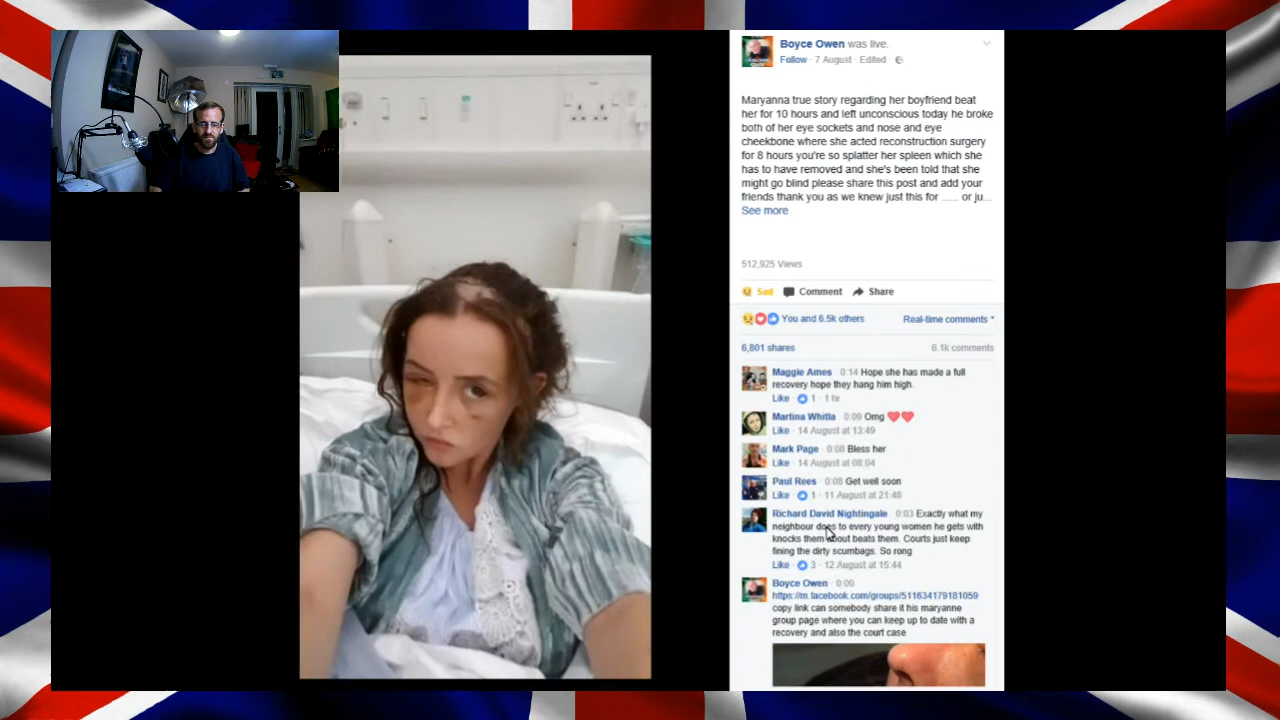 Boyce Owen was live.
Follow · 7 August · Edited ·
Maryanna true story regarding her boyfriend beat
her for 10 hours and left unconscious today he broke
both of her eye sockets and nose and eye
cheekbone where she acted reconstruction surgery
for 8 hours you're so splatter her spleen which she
has to have removed and she's been told that she
might go blind please share this post and add your
friends thank you as we knew just this for ...... or ju...
See more
512,925 Views
Sad Comment Share
You and 6.5k others Real-time comments
6,801 shares 6.1k comments
Maggie Ames 0:14 Hope she has made a full
recovery hope they hang him high.
Like · 1 · 1 hr
Martina Whitla 0:09 Omg ❤❤
Like · 14 August at 13:49
Mark Page 0:08 Bless her
Like · 14 August at 08:04
Paul Rees 0:08 Get well soon
Like · 1 · 11 August at 21:48
Richard David Nightingale 0:03 Exactly what my
neighbour does to every young women he gets with
knocks them about beats them. Courts just keep
fining the dirty scumbags. So rong
Like · 3 · 12 August at 15:44
Boyce Owen 0:00
https://m.facebook.com/groups/511634179181059
copy link can somebody share it his maryanne
group page where you can keep up to date with a
recovery and also the court case